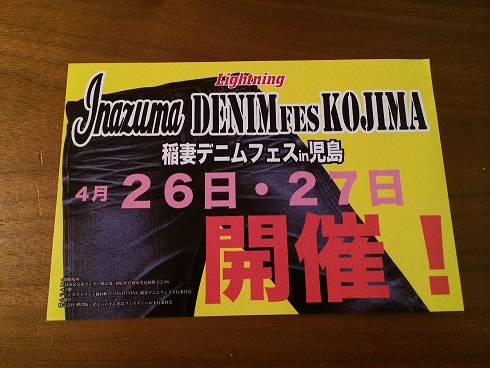 Lightning
Inazuma DENIM FES KOJIMA
稲妻デニムフェスin児島
4月 26日・27日
開催！